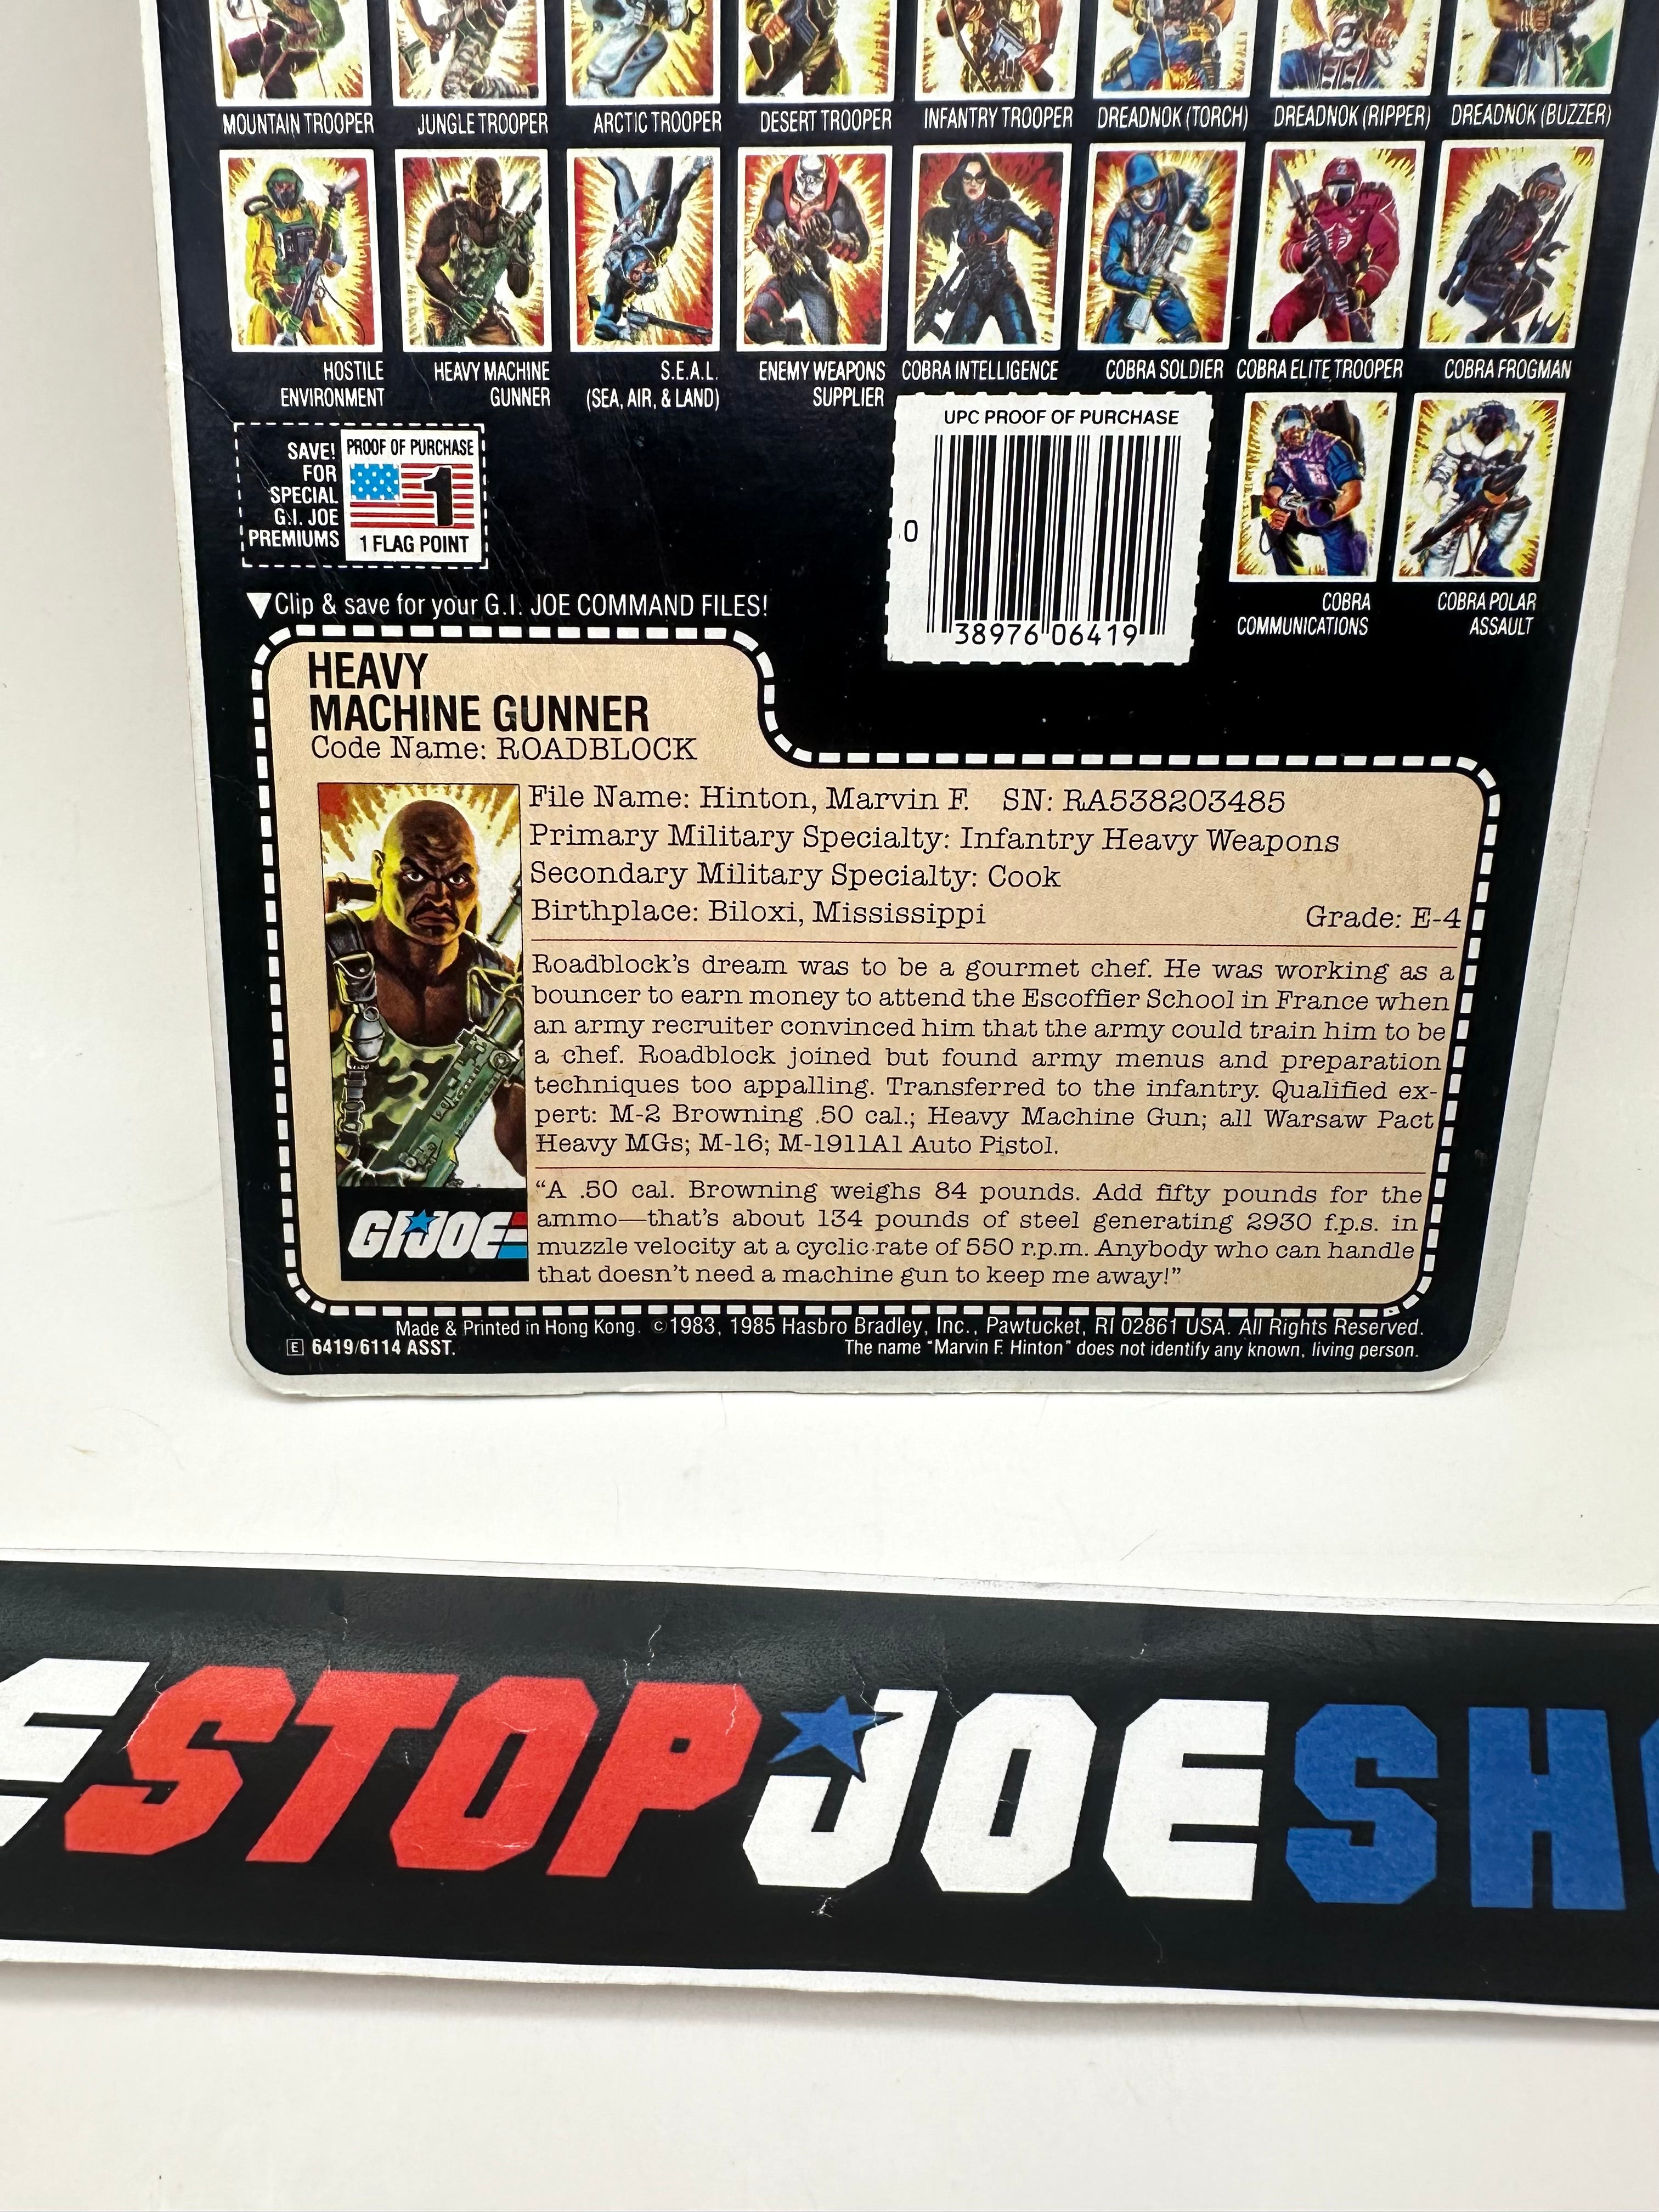 MOUNTAIN TROOPER JUNGLE TROOPER ARCTIC TROOPER DESERT TROOPER INFANTRY TROOPER DREADNOK (TORCH) DREADNOK (RIPPER) DREADNOK (BUZZER)
HOSTILE
ENVIRONMENT
HEAVY MACHINE
GUNNER
S.E.A.L.
(SEA, AIR, & LAND)
ENEMY WEAPONS
SUPPLIER
COBRA INTELLIGENCE
COBRA SOLDIER
COBRA ELITE TROOPER
COBRA FROGMAN
SAVE!
FOR
SPECIAL
G.I. JOE
PREMIUMS
PROOF OF PURCHASE
1
1 FLAG POINT
UPC PROOF OF PURCHASE
0
38976 06419
COBRA
COMMUNICATIONS
COBRA POLAR
ASSAULT
Clip & save for your G.I. JOE COMMAND FILES!
HEAVY
MACHINE GUNNER
Code Name: ROADBLOCK
File Name: Hinton, Marvin F. SN: RA538203485
Primary Military Specialty: Infantry Heavy Weapons
Secondary Military Specialty: Cook
Birthplace: Biloxi, Mississippi Grade: E-4
Roadblock's dream was to be a gourmet chef. He was working as a
bouncer to earn money to attend the Escoffier School in France when
an army recruiter convinced him that the army could train him to be
a chef. Roadblock joined but found army menus and preparation
techniques too appalling. Transferred to the infantry. Qualified ex-
pert: M-2 Browning .50 cal.; Heavy Machine Gun; all Warsaw Pact
Heavy MGs; M-16; M-1911A1 Auto Pistol.
"A .50 cal. Browning weighs 84 pounds. Add fifty pounds for the
ammo—that's about 134 pounds of steel generating 2930 f.p.s. in
muzzle velocity at a cyclic rate of 550 r.p.m. Anybody who can handle
that doesn't need a machine gun to keep me away!"
GI JOE
Made & Printed in Hong Kong. © 1983, 1985 Hasbro Bradley, Inc., Pawtucket, RI 02861 USA. All Rights Reserved.
E 6419/6114 ASST. The name "Marvin F. Hinton" does not identify any known, living person.
ESTOPJOESH